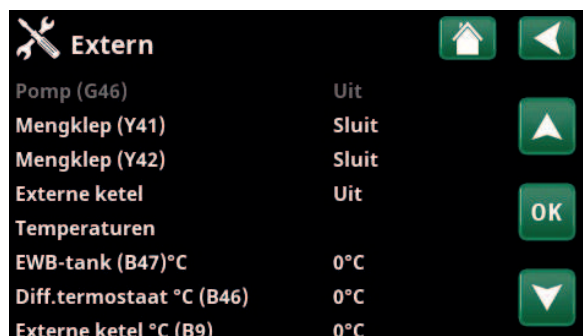 Extern
Pomp (G46) Uit
Mengklep (Y41) Sluit
Mengklep (Y42) Sluit
Externe ketel Uit
OK
Temperaturen
EWB-tank (B47)°C 0°C
Diff.termostaat °C (B46) 0°C
Externe ketel °C (B9) 0°C